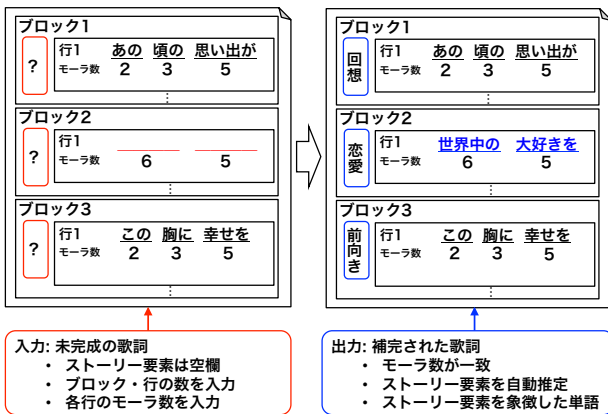 ブロック1
?
行1 あの 頃の 思い出が
モーラ数 2 3 5
⋮
ブロック2
?
行1
モーラ数 6 5
⋮
ブロック3
?
行1 この 胸に 幸せを
モーラ数 2 3 5
⋮
入力: 未完成の歌詞
・ ストーリー要素は空欄
・ ブロック・行の数を入力
・ 各行のモーラ数を入力
ブロック1
回想
行1 あの 頃の 思い出が
モーラ数 2 3 5
⋮
ブロック2
恋愛
行1 世界中の 大好きを
モーラ数 6 5
⋮
ブロック3
前向き
行1 この 胸に 幸せを
モーラ数 2 3 5
⋮
出力: 補完された歌詞
・ モーラ数が一致
・ ストーリー要素を自動推定
・ ストーリー要素を象徴した単語